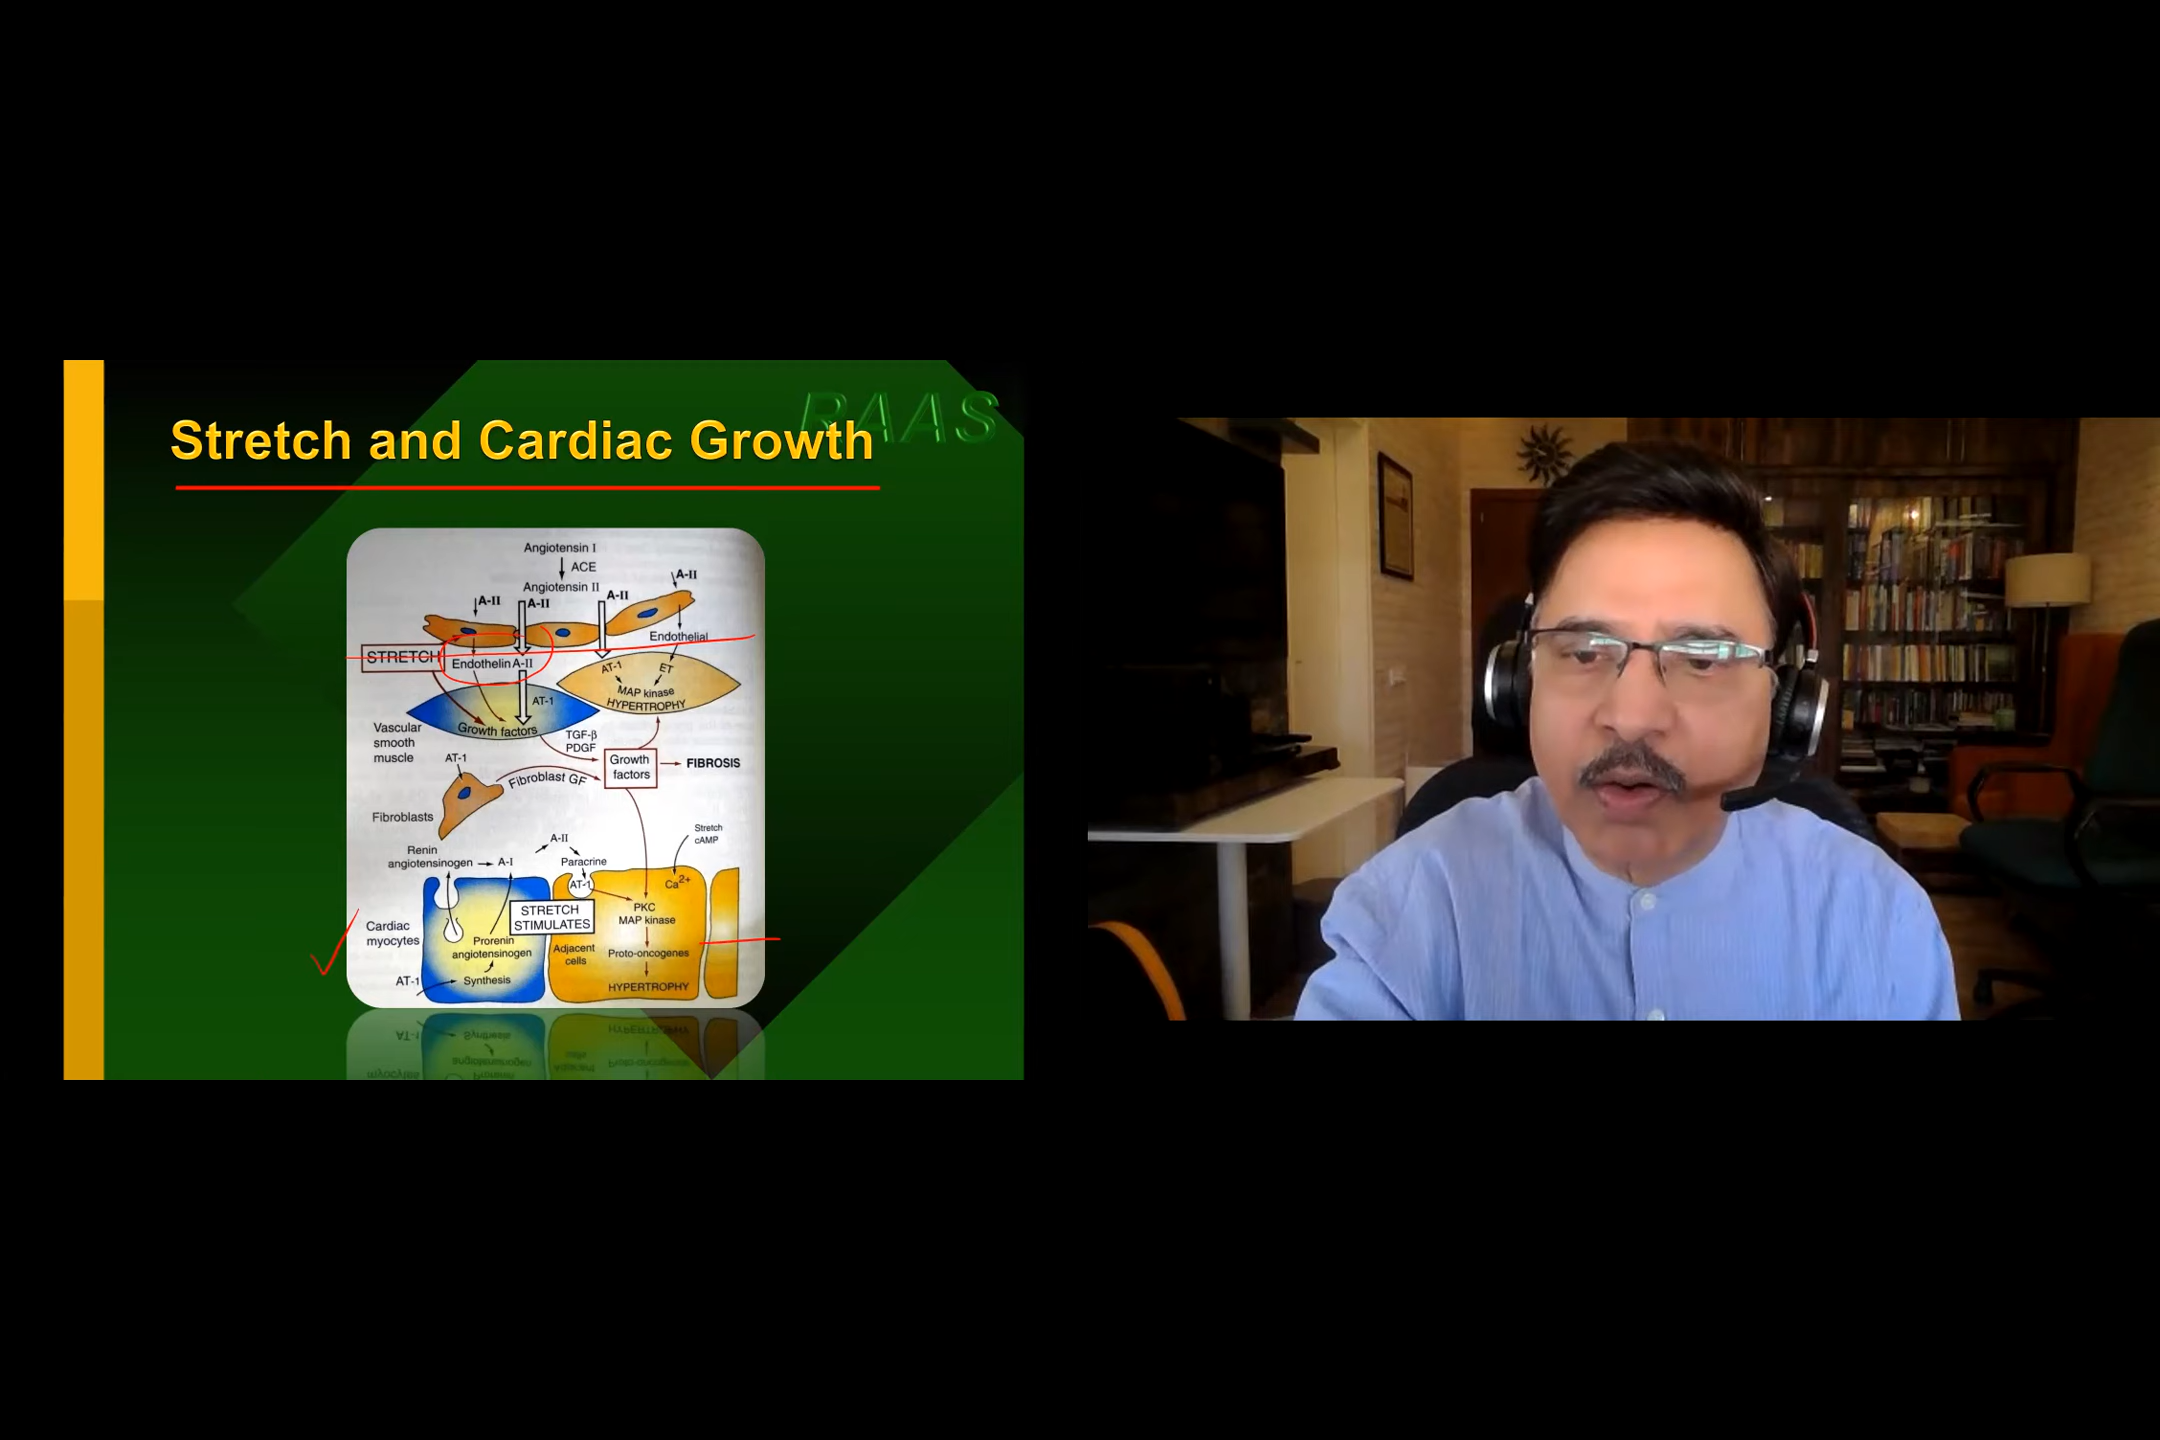 RAAS
Stretch and Cardiac Growth
Angiotensin I
ACE
Angiotensin II
A-II
A-II
A-II
A-II
Endothelial
STRETCH
Endothelin A-II
AT-1
ET
MAP kinase
HYPERTROPHY
AT-1
Growth factors
Vascular
smooth
muscle
TGF-β
PDGF
Growth
factors
FIBROSIS
AT-1
Fibroblast GF
Fibroblasts
Stretch
cAMP
A-II
Renin
angiotensinogen
A-I
Paracrine
AT-1
Ca2+
PKC
MAP kinase
STRETCH
STIMULATES
Cardiac
myocytes
Prorenin
angiotensinogen
Adjacent
cells
Proto-oncogenes
AT-1
Synthesis
HYPERTROPHY